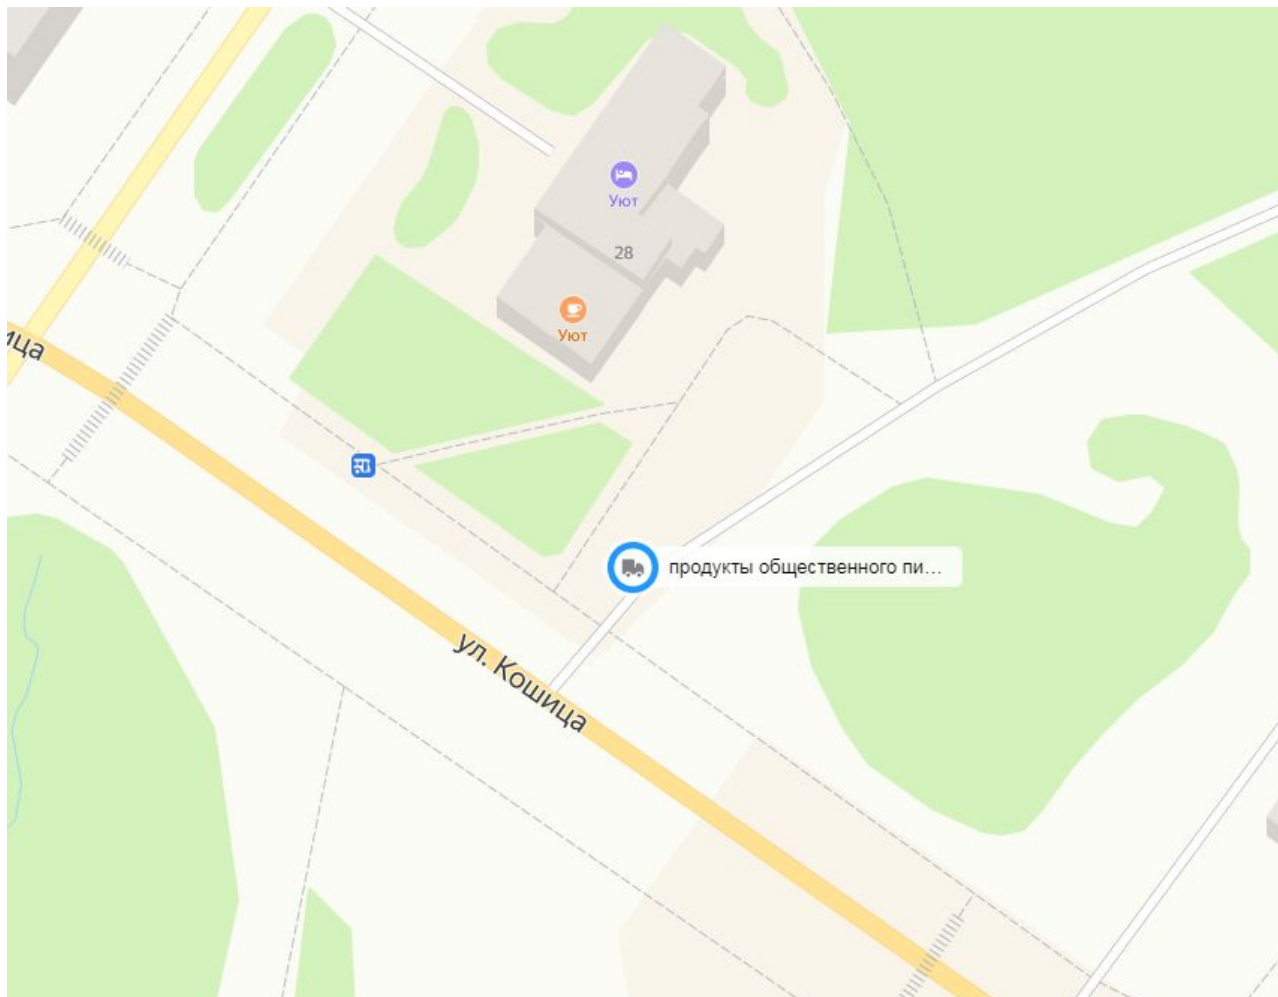 Уют
28
Уют
ица
продукты общественного пи...
ул. Кошица